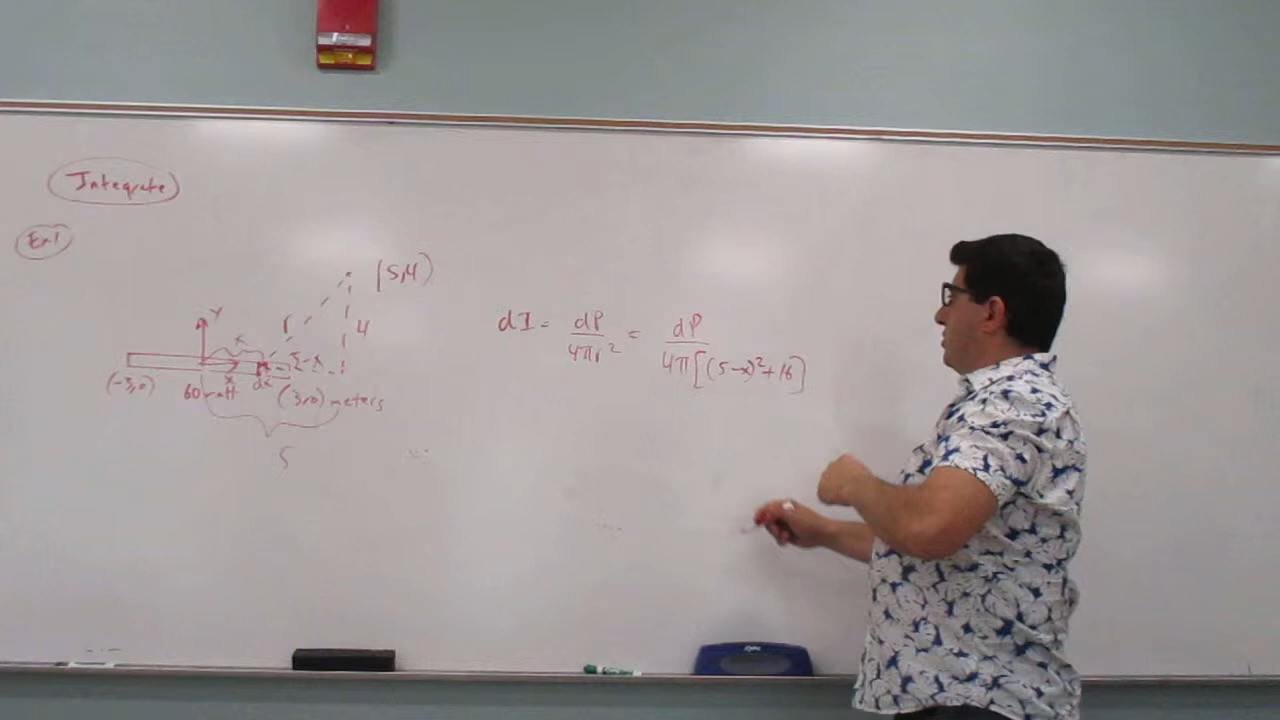 Integrate
Ex1
(5,4)
y
r
4
x
5-x
(-3,0)
x
dx
60 watt
(3,0) meters
5
dI = dP / 4πr² = dP / 4π[(5-x)²+16]